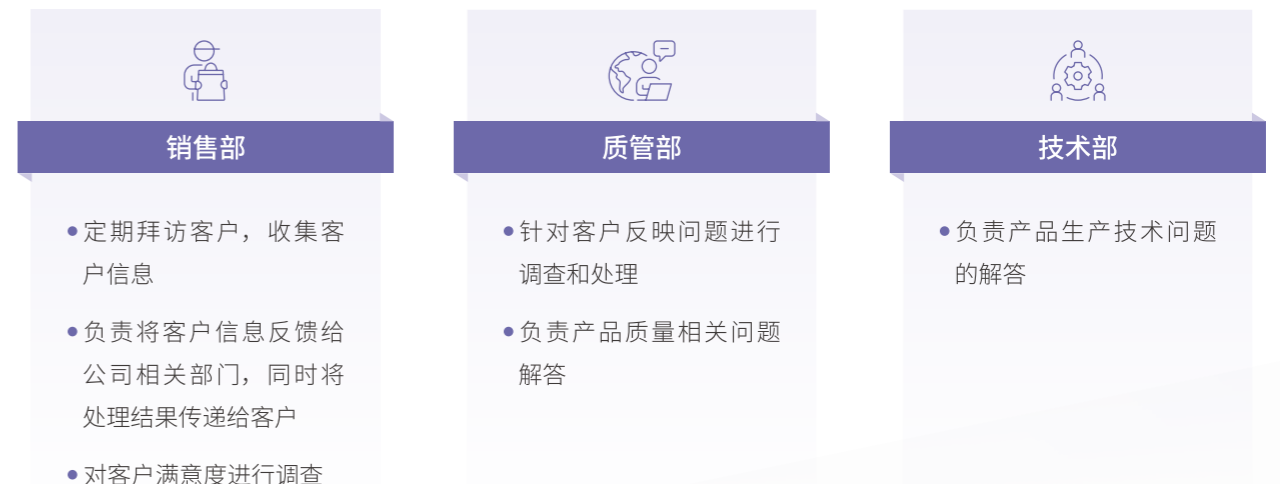 销售部
定期拜访客户，收集客
户信息
负责将客户信息反馈给
公司相关部门，同时将
处理结果传递给客户
对客户满意度进行调查
质管部
针对客户反映问题进行
调查和处理
负责产品质量相关问题
解答
技术部
负责产品生产技术问题
的解答